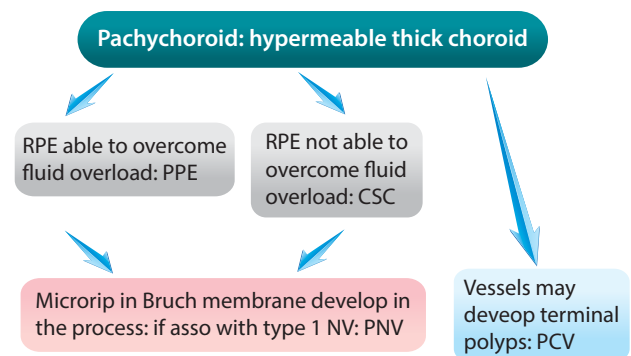 Pachychoroid: hypermeable thick choroid
RPE able to overcome
fluid overload: PPE
RPE not able to
overcome fluid
overload: CSC
Microrip in Bruch membrane develop in
the process: if asso with type 1 NV: PNV
Vessels may
deveop terminal
polyps: PCV